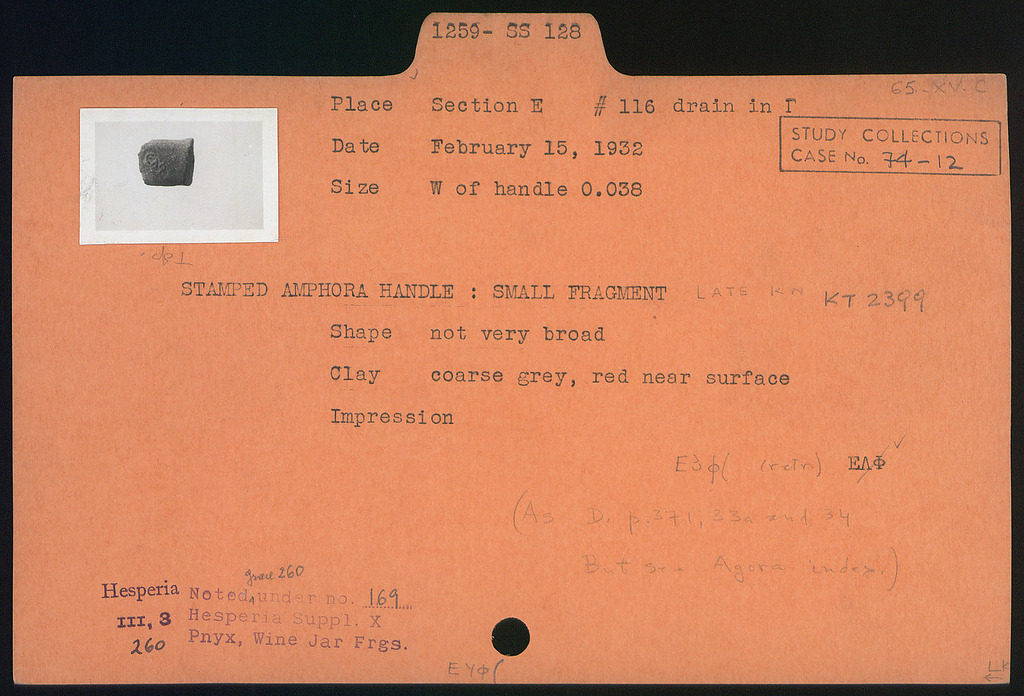 1259- SS 128
65-XV.C
Place Section E # 116 drain in Γ
STUDY COLLECTIONS
CASE No. 74-12
Date February 15, 1932
Size W of handle 0.038
STAMPED AMPHORA HANDLE : SMALL FRAGMENT LATE KN KT 2399
Shape not very broad
Clay coarse grey, red near surface
Impression
(retr) ΕΛΦ
(As D. p.371, 33a and 34
But see Agora index.)
Grace 260
Hesperia
III, 3
260
Noted under no. 169
Hesperia Suppl. X
Pnyx, Wine Jar Frgs.
LK